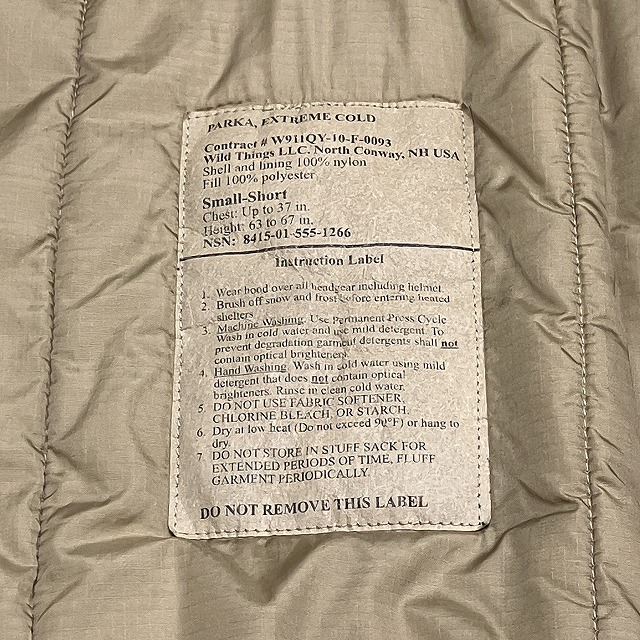 PARKA, EXTREME COLD
Contract # W911QY-10-F-0093
Wild Things LLC. North Conway, NH USA
Shell and lining 100% nylon
Fill 100% polyester
Small-Short
Chest: Up to 37 in.
Height: 63 to 67 in.
NSN: 8415-01-555-1266
Instruction Label
1. Wear hood over all headgear including helmet.
2. Brush off snow and frost before entering heated
shelters
3. Machine Washing. Use Permanent Press Cycle
Wash in cold water and use mild detergent. To
prevent degradation garment detergents shall not
contain optical brighteners.
4. Hand Washing. Wash in cold water using mild
detergent that does not contain optical
brighteners. Rinse in clean cold water.
5. DO NOT USE FABRIC SOFTENER,
CHLORINE BLEACH, OR STARCH.
6. Dry at low heat (Do not exceed 90°F) or hang to
dry.
7. DO NOT STORE IN STUFF SACK FOR
EXTENDED PERIODS OF TIME, FLUFF
GARMENT PERIODICALLY.
DO NOT REMOVE THIS LABEL